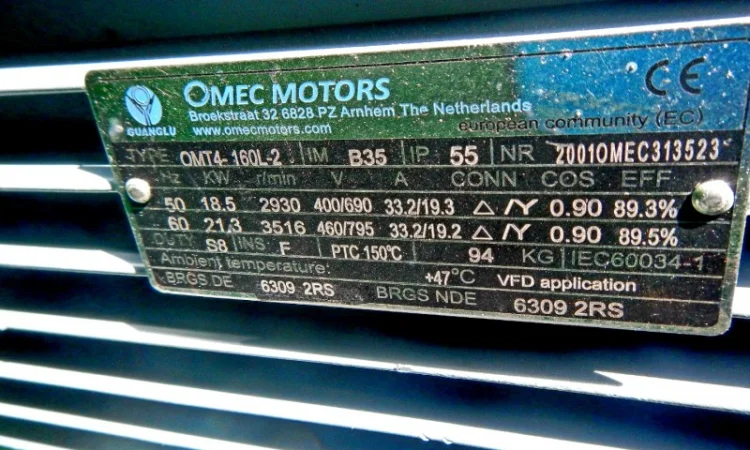 OMEC MOTORS
Broekstraat 32 6828 PZ Arnhem The Netherlands
GUANGLU www.omecmotors.com european community (EC)
CE
TYPE OMT4-160L-2 IM B35 IP 55 NR 20010MEC313523
Hz KW r/min V A CONN COS EFF
50 18.5 2930 400/690 33.2/19.3 △/Y 0.90 89.3%
60 21.3 3516 460/795 33.2/19.2 △/Y 0.90 89.5%
DUTY S8 INS F PTC 150°C 94 KG IEC60034-1
Ambient temperature: +47°C VFD application
BRGS DE 6309 2RS BRGS NDE 6309 2RS